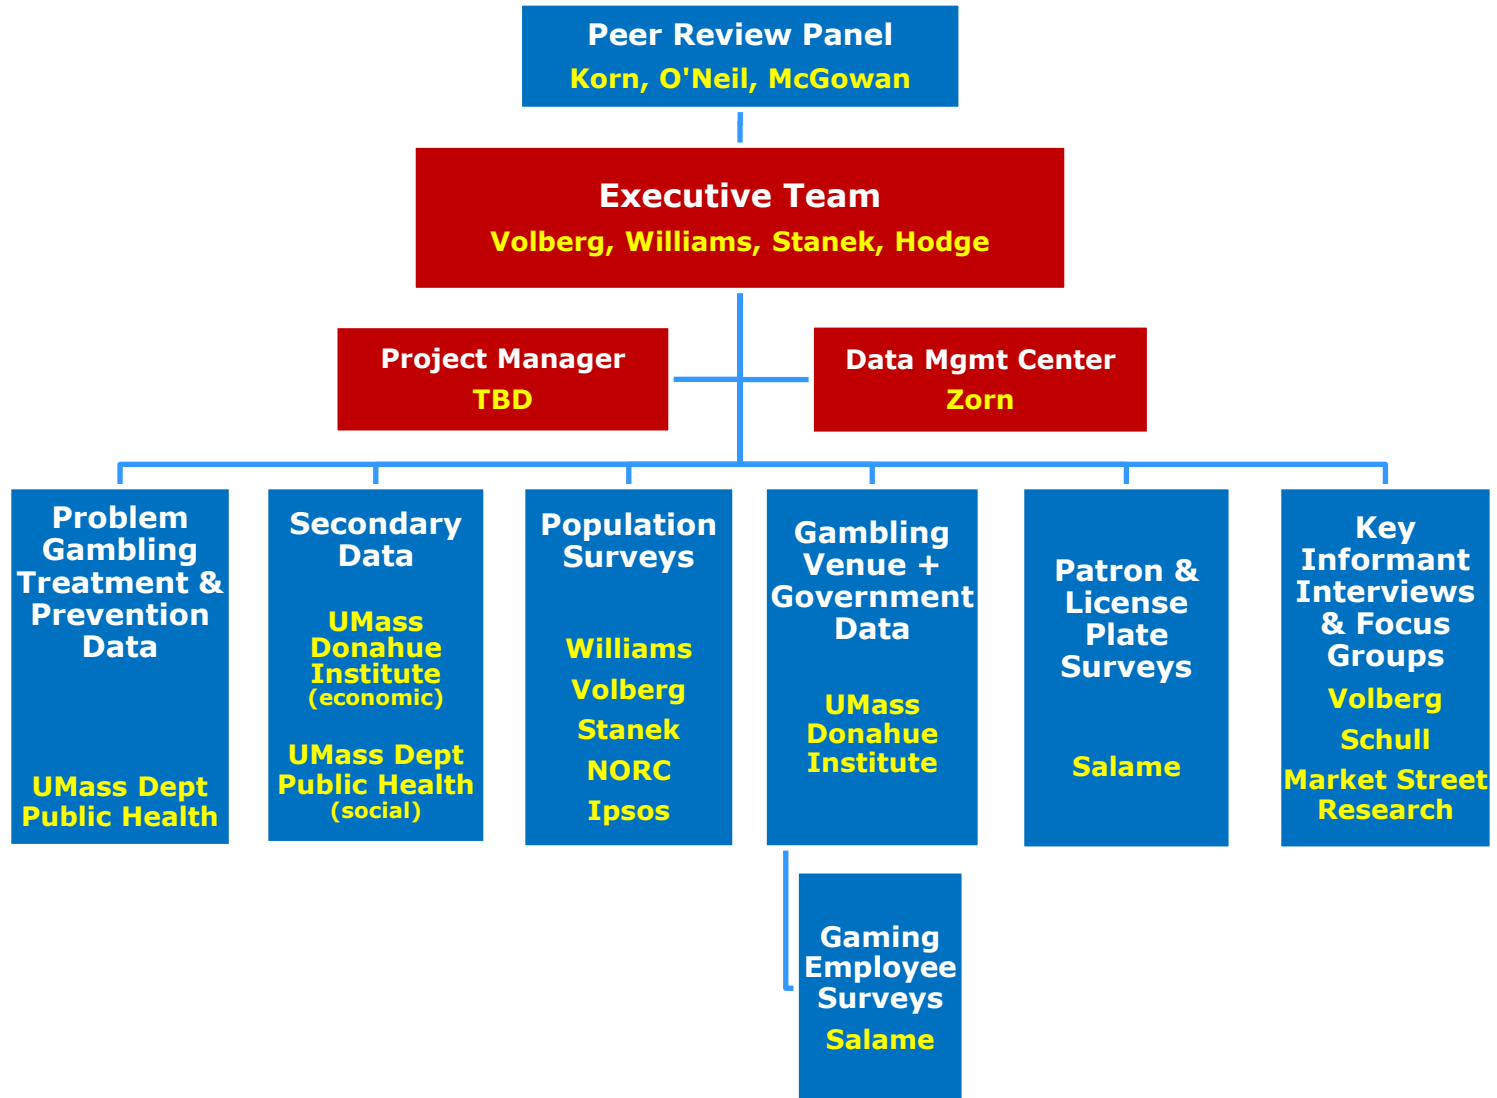 Peer Review Panel
Korn, O'Neil, McGowan
Executive Team
Volberg, Williams, Stanek, Hodge
Project Manager
TBD
Data Mgmt Center
Zorn
Problem
Gambling
Treatment &
Prevention
Data
UMass Dept
Public Health
Secondary
Data
UMass
Donahue
Institute
(economic)
UMass Dept
Public Health
(social)
Population
Surveys
Williams
Volberg
Stanek
NORC
Ipsos
Gambling
Venue +
Government
Data
UMass
Donahue
Institute
Patron &
License
Plate
Surveys
Salame
Key
Informant
Interviews
& Focus
Groups
Volberg
Schull
Market Street
Research
Gaming
Employee
Surveys
Salame